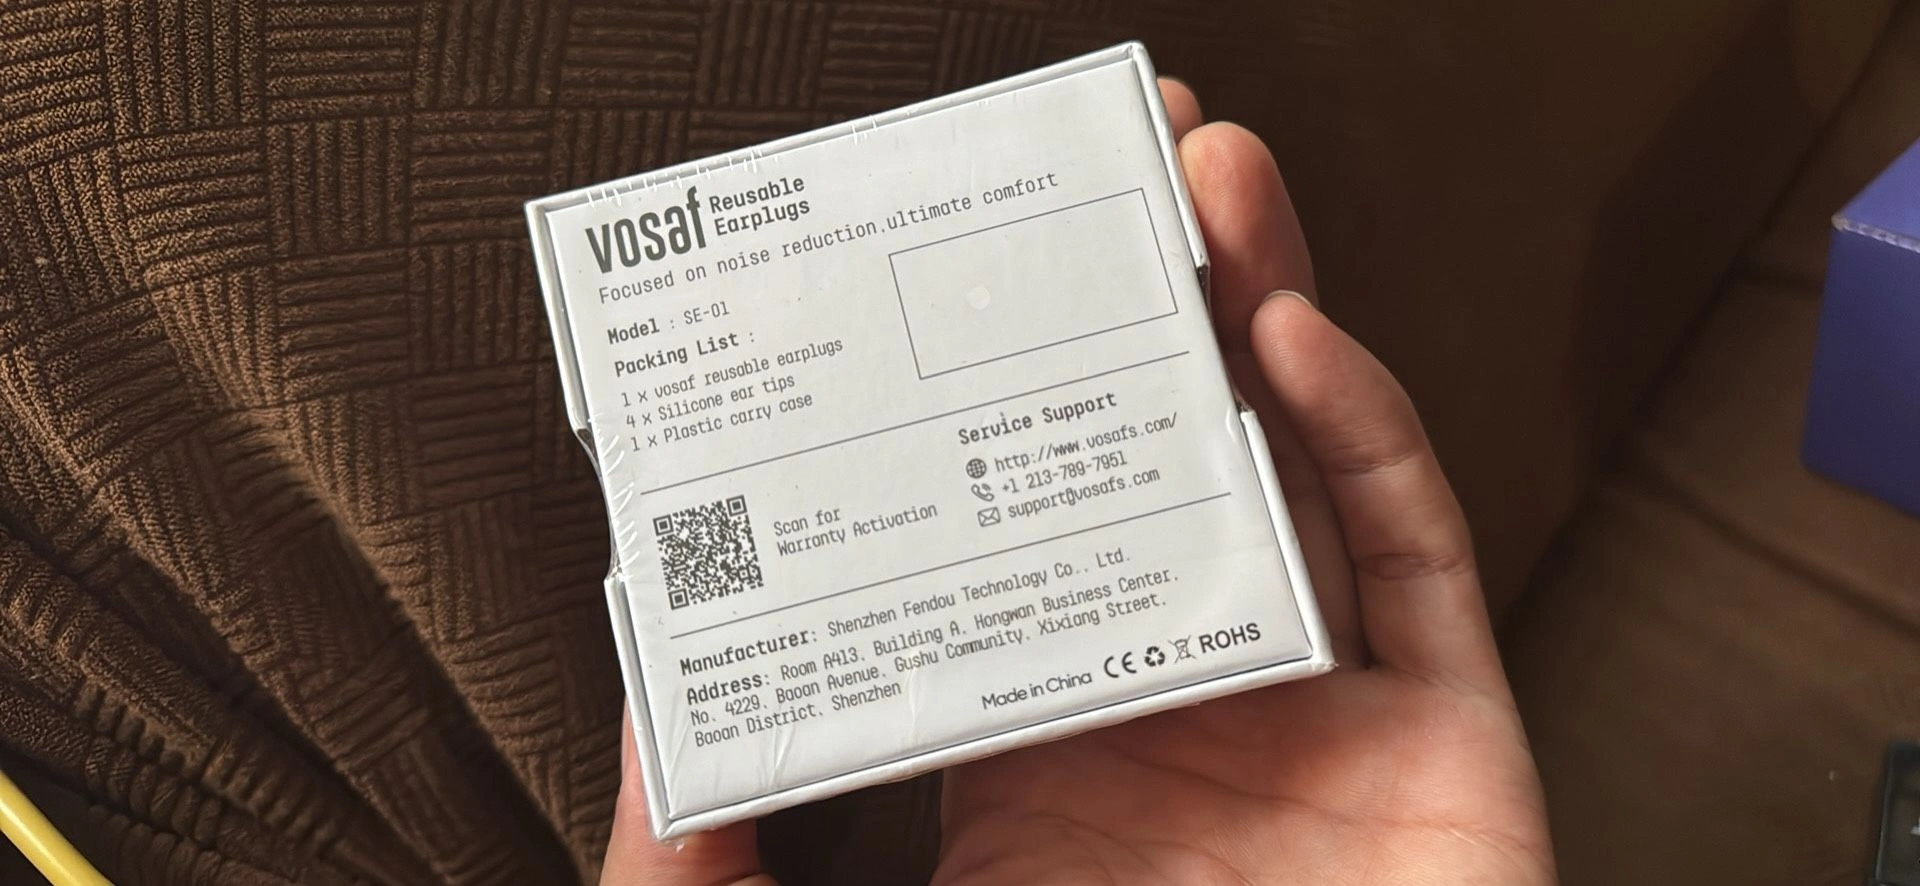 vosaf Reusable Earplugs
Focused on noise reduction,ultimate comfort
Model : SE-01
Packing List :
1 x vosaf reusable earplugs
4 x Silicone ear tips
1 x Plastic carry case
Scan for
Warranty Activation
Service Support
http://www.vosafs.com/
+1 213-789-7951
support@vosafs.com
Manufacturer: Shenzhen Fendou Technology Co., Ltd.
Address: Room A413, Building A, Hongwan Business Center,
No. 4229, Baoan Avenue, Gushu Community, Xixiang Street,
Baoan District, Shenzhen
Made in China CE ROHS